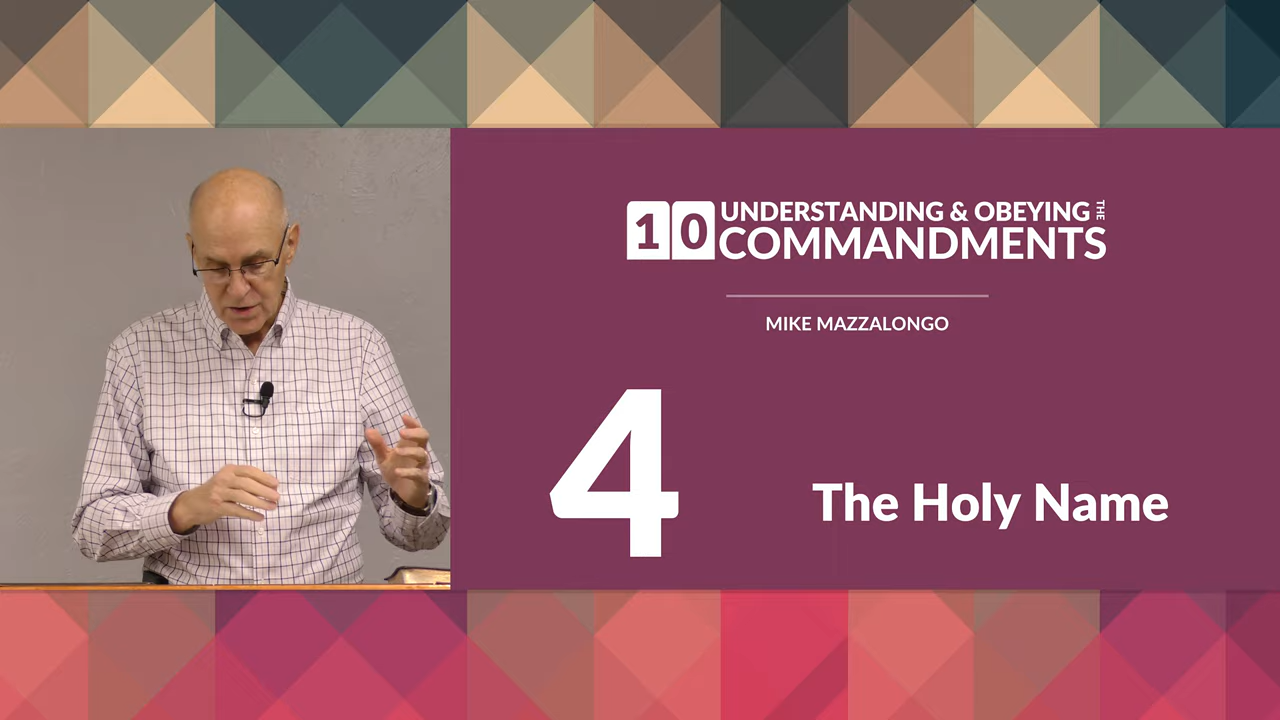 10 UNDERSTANDING & OBEYING THE
COMMANDMENTS
MIKE MAZZALONGO
4
The Holy Name